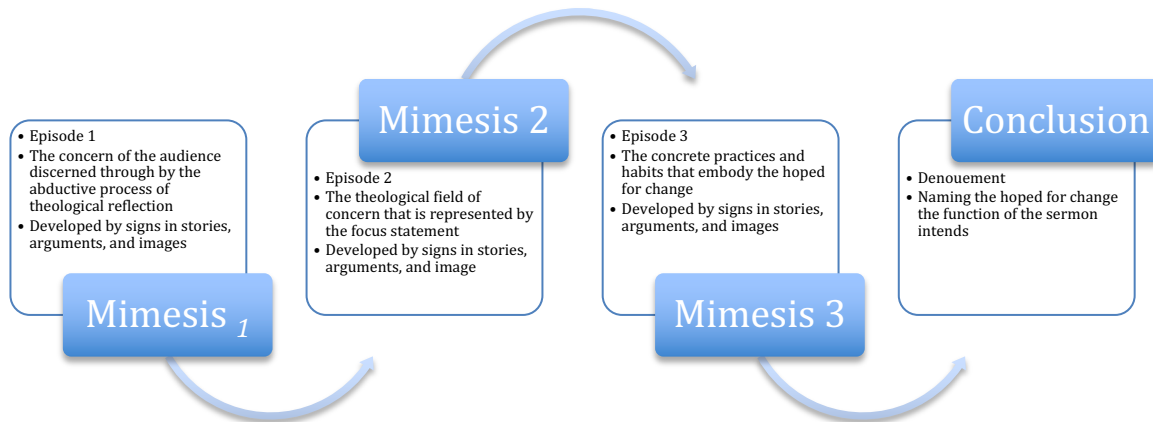 • Episode 1
• The concern of the audience
discerned through by the
abductive process of
theological reflection
• Developed by signs in stories,
arguments, and images
Mimesis 1
Mimesis 2
• Episode 2
• The theological field of
concern that is represented by
the focus statement
• Developed by signs in stories,
arguments, and image
• Episode 3
• The concrete practices and
habits that embody the hoped
for change
• Developed by signs in stories,
arguments, and images
Mimesis 3
Conclusion
• Denouement
• Naming the hoped for change
the function of the sermon
intends